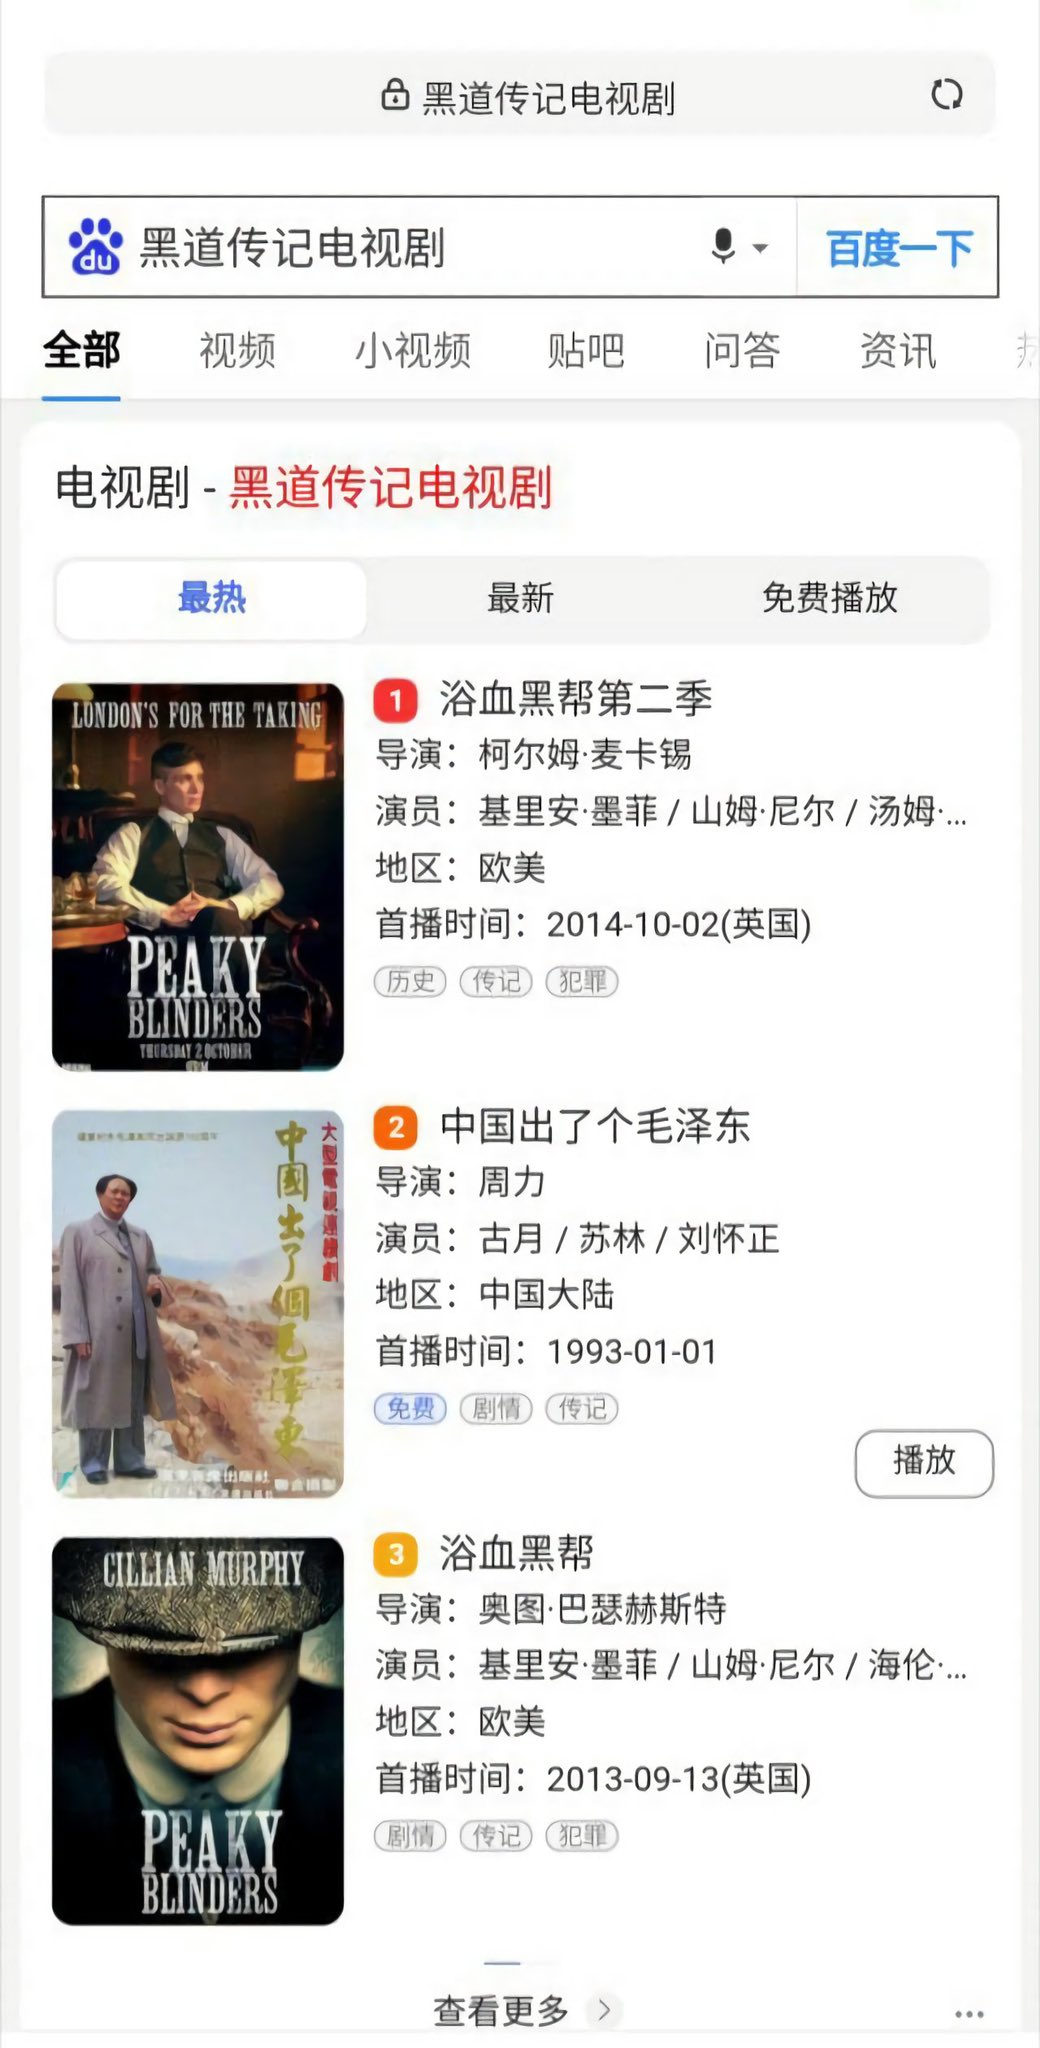 黑道传记电视剧
du 黑道传记电视剧 百度一下
全部 视频 小视频 贴吧 问答 资讯
电视剧 - 黑道传记电视剧
最热 最新 免费播放
LONDON'S FOR THE TAKING
PEAKY
BLINDERS
THURSDAY 2 OCTOBER
1 浴血黑帮第二季
导演：柯尔姆·麦卡锡
演员：基里安·墨菲 / 山姆·尼尔 / 汤姆·...
地区：欧美
首播时间：2014-10-02(英国)
历史 传记 犯罪
大型電視連續劇
中國出了個毛澤東
2 中国出了个毛泽东
导演：周力
演员：古月 / 苏林 / 刘怀正
地区：中国大陆
首播时间：1993-01-01
免费 剧情 传记
播放
CILLIAN MURPHY
PEAKY
BLINDERS
3 浴血黑帮
导演：奥图·巴瑟赫斯特
演员：基里安·墨菲 / 山姆·尼尔 / 海伦·...
地区：欧美
首播时间：2013-09-13(英国)
剧情 传记 犯罪
查看更多